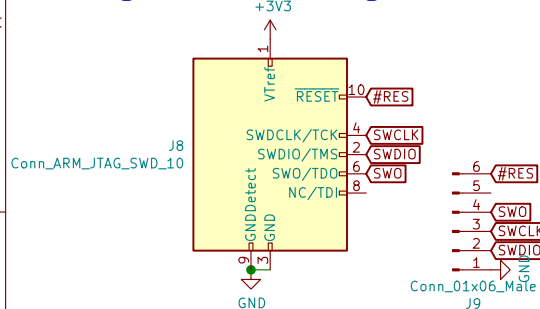 +3V3
1
VTref
RESET
10
#RES
J8
Conn_ARM_JTAG_SWD_10
SWDCLK/TCK
4
SWCLK
SWDIO/TMS
2
SWDIO
SWO/TDO
6
SWO
NC/TDI
8
GNDDetect
GND
9
3
GND
6
#RES
5
4
SWO
3
SWCLK
2
SWDIO
1
GND
Conn_01x06_Male
J9